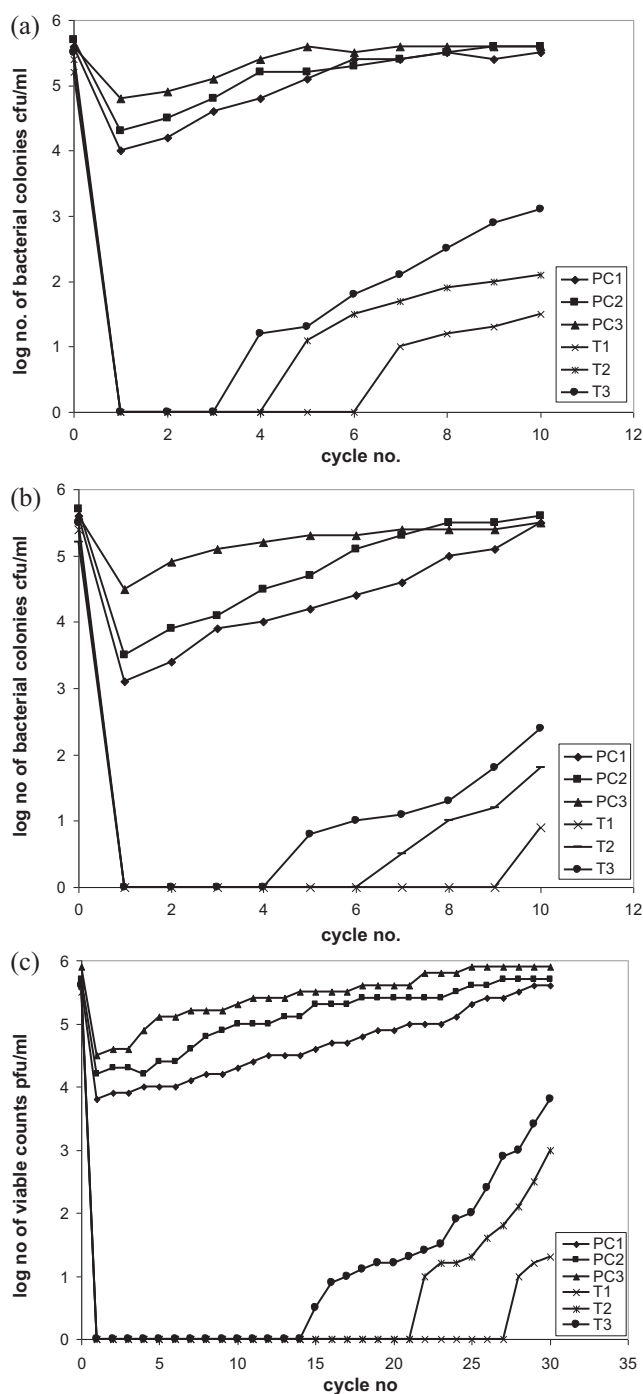 (a)
log no. of bacterial colonies cfu/ml
6
5
4
3
2
1
0
0 2 4 6 8 10 12
cycle no.
PC1
PC2
PC3
T1
T2
T3
(b)
log no of bacterial colonies cfu/ml
6
5
4
3
2
1
0
0 2 4 6 8 10 12
cycle no.
PC1
PC2
PC3
T1
T2
T3
(c)
log no of viable counts pfu/ml
6
5
4
3
2
1
0
0 5 10 15 20 25 30 35
cycle no
PC1
PC2
PC3
T1
T2
T3